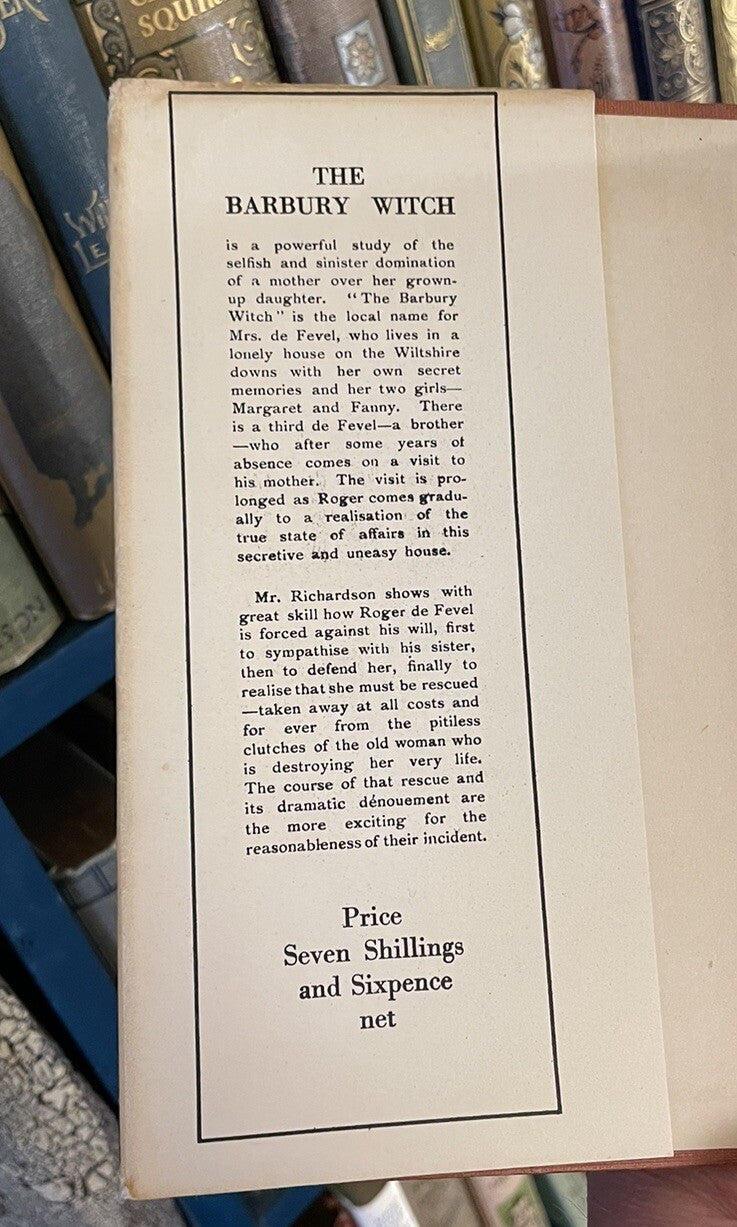 SQUI
WI
LE
SON
THE
BARBURY WITCH
is a powerful study of the
selfish and sinister domination
of a mother over her grown-
up daughter. "The Barbury
Witch" is the local name for
Mrs. de Fevel, who lives in a
lonely house on the Wiltshire
downs with her own secret
memories and her two girls—
Margaret and Fanny. There
is a third de Fevel—a brother
—who after some years of
absence comes on a visit to
his mother. The visit is pro-
longed as Roger comes gradu-
ally to a realisation of the
true state of affairs in this
secretive and uneasy house.
Mr. Richardson shows with
great skill how Roger de Fevel
is forced against his will, first
to sympathise with his sister,
then to defend her, finally to
realise that she must be rescued
—taken away at all costs and
for ever from the pitiless
clutches of the old woman who
is destroying her very life.
The course of that rescue and
its dramatic dénouement are
the more exciting for the
reasonableness of their incident.
Price
Seven Shillings
and Sixpence
net